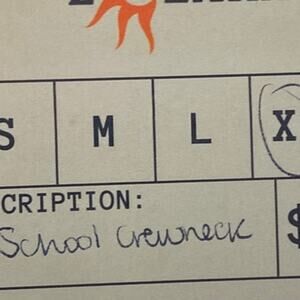 S M L X
CRIPTION:
School Crewneck $